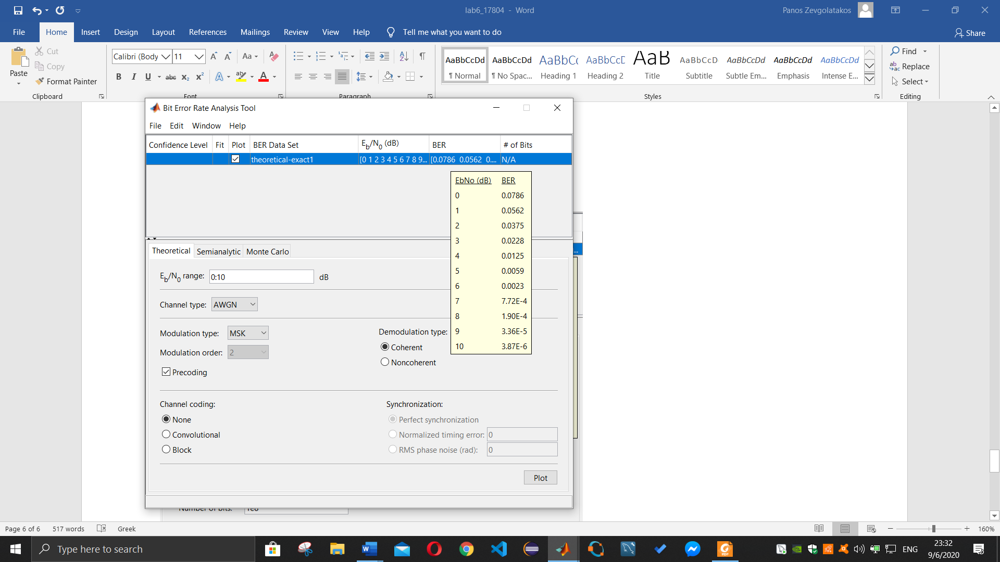 lab6_17804 - Word
Panos Zevgolatakos
File Home Insert Design Layout References Mailings Review View Help Tell me what you want to do Share
Paste
Cut
Copy
Format Painter
Clipboard
Calibri (Body 11
Font
Paragraph
AaBbCcDd AaBbCcDd AaBbCc AaBbCcC AaB AaBbCcD AaBbCcDd AaBbCcDd AaBbCcDd
¶ Normal ¶ No Spac... Heading 1 Heading 2 Title Subtitle Subtle Em... Emphasis Intense E...
Styles
Find
Replace
Select
Editing
Bit Error Rate Analysis Tool
File Edit Window Help
Confidence Level Fit Plot BER Data Set Eb/N0 (dB) BER # of Bits
theoretical-exact1 [0 1 2 3 4 5 6 7 8 9... [0.0786 0.0562 0.... N/A
EbNo (dB) BER
0 0.0786
1 0.0562
2 0.0375
3 0.0228
4 0.0125
5 0.0059
6 0.0023
7 7.72E-4
8 1.90E-4
9 3.36E-5
10 3.87E-6
Theoretical Semianalytic Monte Carlo
Eb/N0 range: 0:10 dB
Channel type: AWGN
Modulation type: MSK
Modulation order: 2
Precoding
Demodulation type:
Coherent
Noncoherent
Channel coding:
None
Convolutional
Block
Synchronization:
Perfect synchronization
Normalized timing error: 0
RMS phase noise (rad): 0
Plot
Number of bits: 1e8
Page 6 of 6 517 words Greek 160%
Type here to search
ENG
23:32
9/6/2020